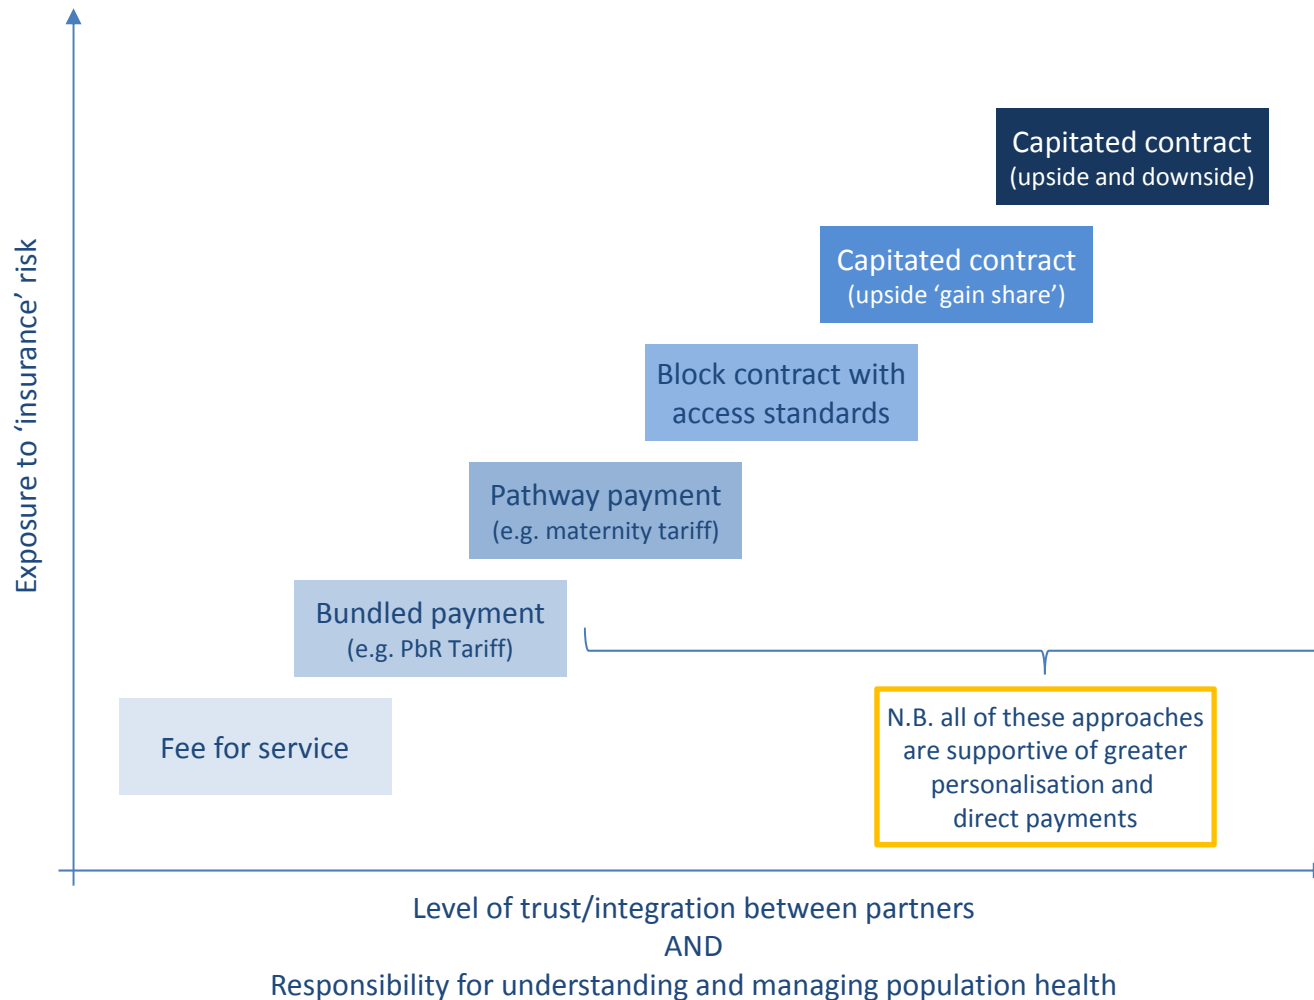 Capitated contract
(upside and downside)
Capitated contract
(upside ‘gain share’)
Block contract with
access standards
Pathway payment
(e.g. maternity tariff)
Bundled payment
(e.g. PbR Tariff)
Fee for service
N.B. all of these approaches
are supportive of greater
personalisation and
direct payments
Exposure to ‘insurance’ risk
Level of trust/integration between partners
AND
Responsibility for understanding and managing population health